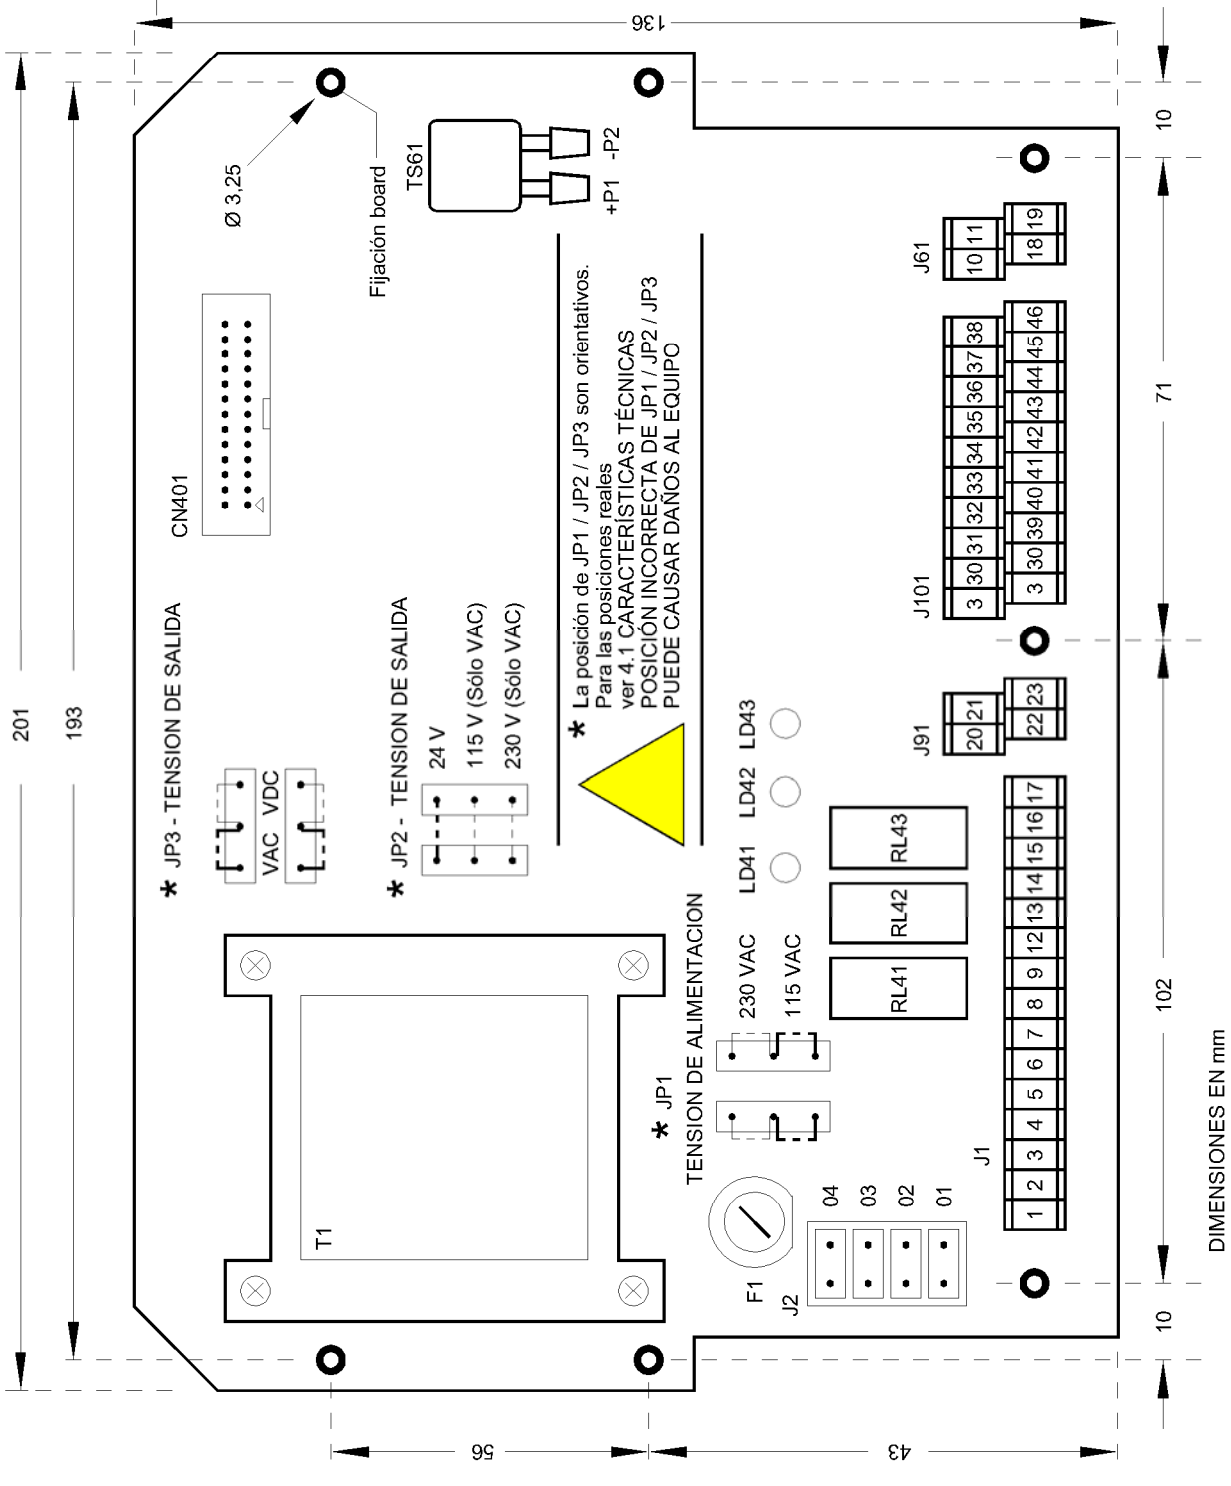 201
193
CN401
* JP3 - TENSION DE SALIDA
VAC VDC
* JP2 - TENSION DE SALIDA
24 V
115 V (Sólo VAC)
230 V (Sólo VAC)
Ø 3,25
Fijación board
TS61
+P1 -P2
T1
* La posición de JP1 / JP2 / JP3 son orientativos.
Para las posiciones reales
ver 4.1 CARACTERÍSTICAS TÉCNICAS
POSICIÓN INCORRECTA DE JP1 / JP2 / JP3
PUEDE CAUSAR DAÑOS AL EQUIPO
* JP1
TENSION DE ALIMENTACION
230 VAC
115 VAC
LD41 LD42 LD43
F1
J2
04
03
02
01
RL41 RL42 RL43
J1
1 2 3 4 5 6 7 8 9 12 13 14 15 16 17
J91
20 21
22 23
J101
3 30 31 32 33 34 35 36 37 38
3 30 39 40 41 42 43 44 45 46
J61
10 11
18 19
10 102 71 10
136
56
43
DIMENSIONES EN mm